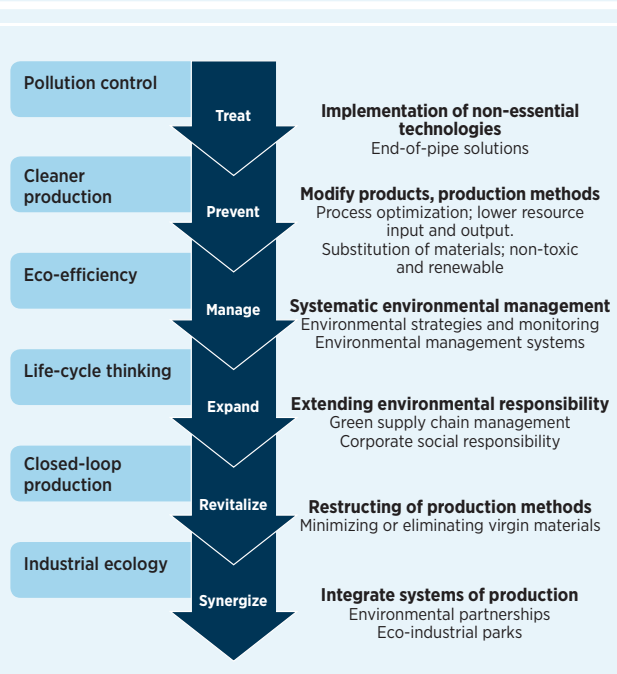 Pollution control
Treat
Implementation of non-essential
technologies
End-of-pipe solutions
Cleaner
production
Prevent
Modify products, production methods
Process optimization; lower resource
input and output.
Substitution of materials; non-toxic
and renewable
Eco-efficiency
Manage
Systematic environmental management
Environmental strategies and monitoring
Environmental management systems
Life-cycle thinking
Expand
Extending environmental responsibility
Green supply chain management
Corporate social responsibility
Closed-loop
production
Revitalize
Restructing of production methods
Minimizing or eliminating virgin materials
Industrial ecology
Synergize
Integrate systems of production
Environmental partnerships
Eco-industrial parks